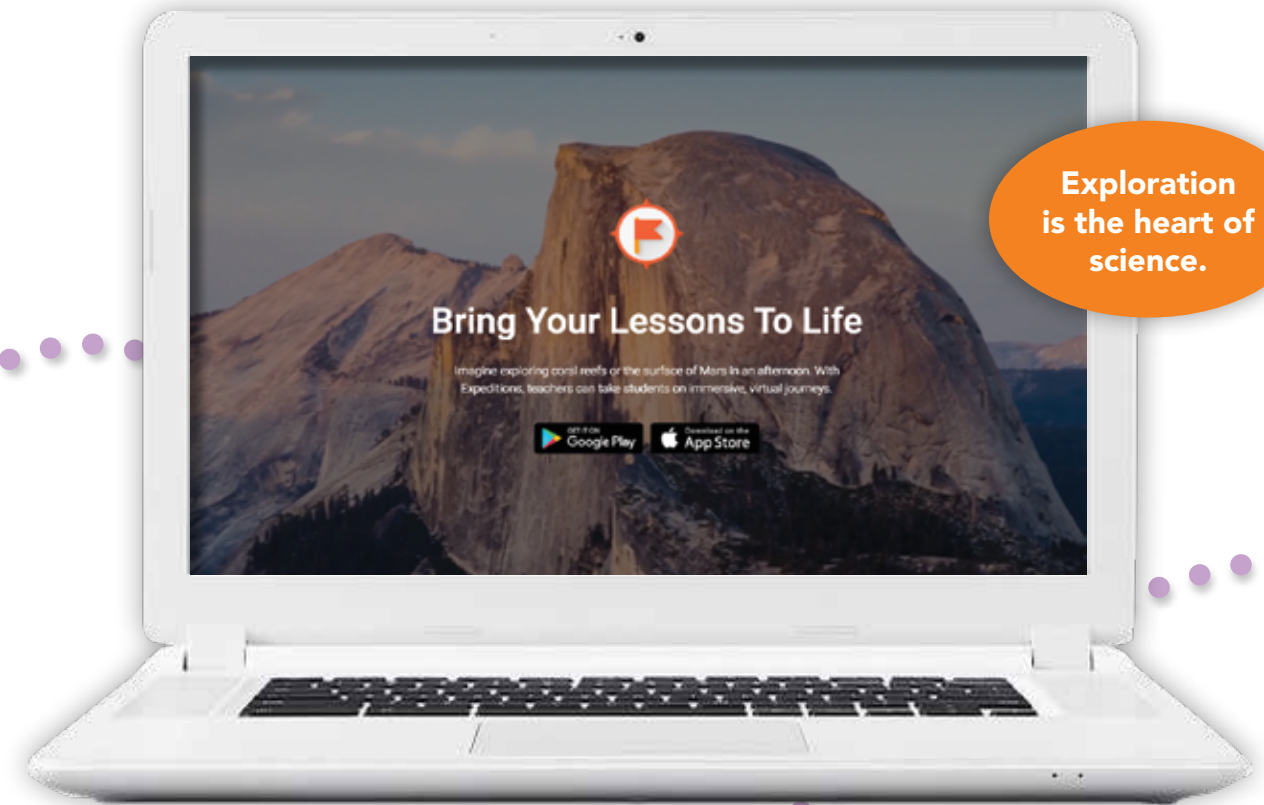 Exploration
is the heart of
science.
Bring Your Lessons To Life
Imagine exploring coral reefs or the surface of Mars in an afternoon. With
Expeditions, teachers can take students on immersive, virtual journeys.
GET IT ON
Google Play
Download on the
App Store